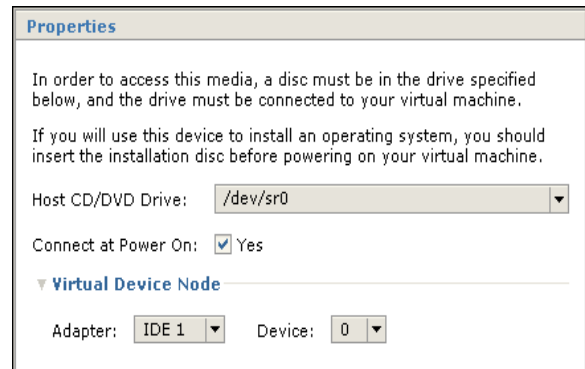 Properties
In order to access this media, a disc must be in the drive specified
below, and the drive must be connected to your virtual machine.
If you will use this device to install an operating system, you should
insert the installation disc before powering on your virtual machine.
Host CD/DVD Drive: /dev/sr0
Connect at Power On: Yes
Virtual Device Node
Adapter: IDE 1 Device: 0